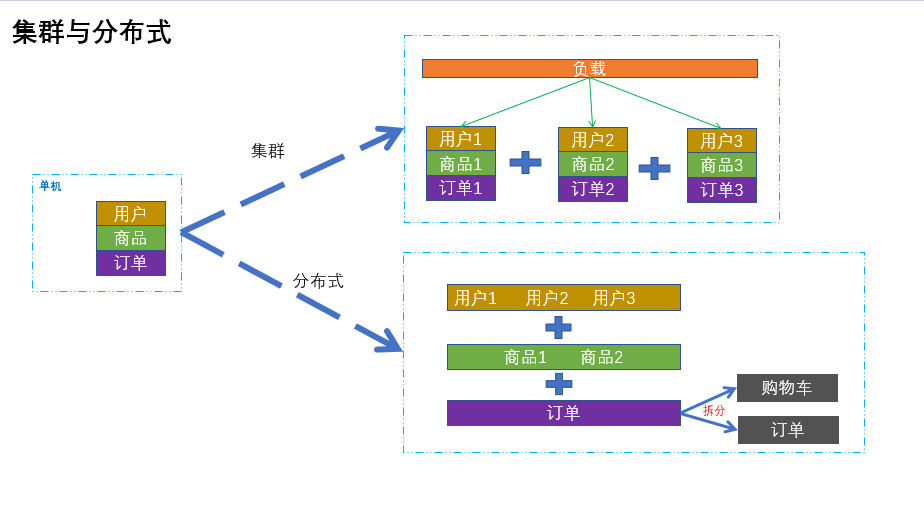 集群与分布式
单机
用户
商品
订单
集群
分布式
负载
用户1
商品1
订单1
用户2
商品2
订单2
用户3
商品3
订单3
用户1 用户2 用户3
商品1 商品2
订单
拆分
购物车
订单